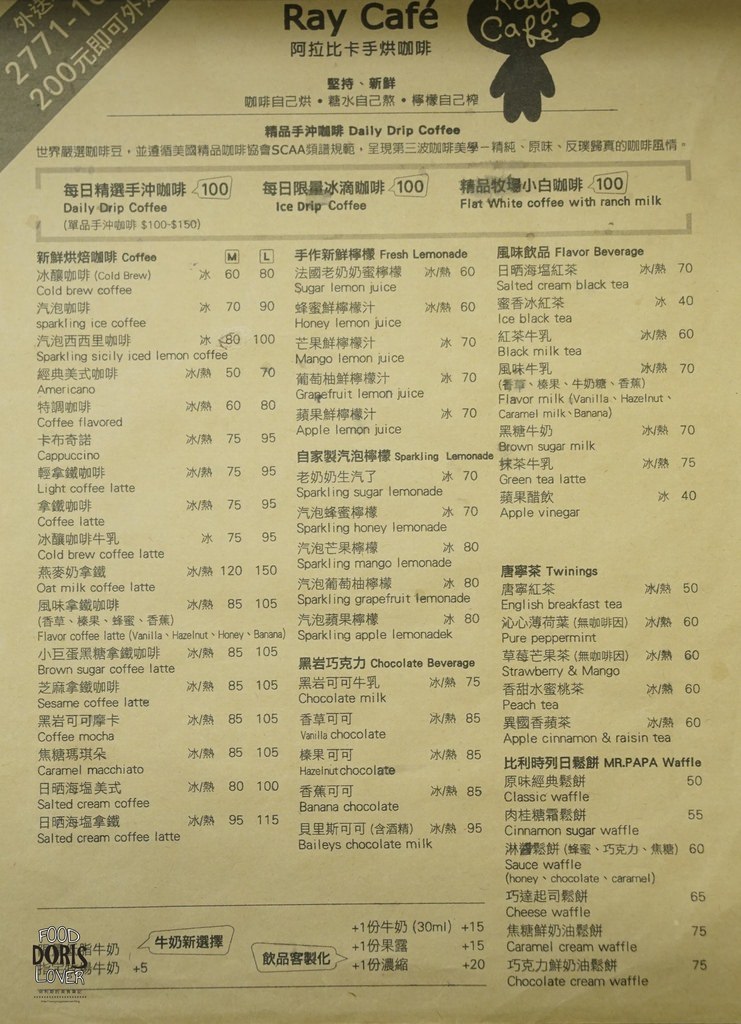 外送
2771-1
200元即可外
Ray Café
阿拉比卡手烘咖啡
Ray
Café
堅持、新鮮
咖啡自己烘•糖水自己熬•檸檬自己榨
精品手沖咖啡 Daily Drip Coffee
世界嚴選咖啡豆，並遵循美國精品咖啡協會SCAA頻譜規範，呈現第三波咖啡美學－精純、原味、反璞歸真的咖啡風情。
每日精選手沖咖啡 100
Daily Drip Coffee
(單品手沖咖啡 $100-$150)
每日限量冰滴咖啡 100
Ice Drip Coffee
精品牧場小白咖啡 100
Flat White coffee with ranch milk
新鮮烘焙咖啡 Coffee M L
冰釀咖啡 (Cold Brew) 冰 60 80
Cold brew coffee
汽泡咖啡 冰 70 90
sparkling ice coffee
汽泡西西里咖啡 冰 80 100
Sparkling sicily iced lemon coffee
經典美式咖啡 冰/熱 50 70
Americano
特調咖啡 冰/熱 60 80
Coffee flavored
卡布奇諾 冰/熱 75 95
Cappuccino
輕拿鐵咖啡 冰/熱 75 95
Light coffee latte
拿鐵咖啡 冰/熱 75 95
Coffee latte
冰釀咖啡牛乳 冰 75 95
Cold brew coffee latte
燕麥奶拿鐵 冰/熱 120 150
Oat milk coffee latte
風味拿鐵咖啡 冰/熱 85 105
(香草、榛果、蜂蜜、香蕉)
Flavor coffee latte (Vanilla、Hazelnut、Honey、Banana)
小巨蛋黑糖拿鐵咖啡 冰/熱 85 105
Brown sugar coffee latte
芝麻拿鐵咖啡 冰/熱 85 105
Sesame coffee latte
黑岩可可摩卡 冰/熱 85 105
Coffee mocha
焦糖瑪琪朵 冰/熱 85 105
Caramel macchiato
日晒海塩美式 冰/熱 80 100
Salted cream coffee
日晒海塩拿鐵 冰/熱 95 115
Salted cream coffee latte
手作新鮮檸檬 Fresh Lemonade
法國老奶奶蜜檸檬 冰/熱 60
Sugar lemon juice
蜂蜜鮮檸檬汁 冰/熱 60
Honey lemon juice
芒果鮮檸檬汁 冰 70
Mango lemon juice
葡萄柚鮮檸檬汁 冰 70
Grapefruit lemon juice
蘋果鮮檸檬汁 冰 70
Apple lemon juice
自家製汽泡檸檬 Sparkling Lemonade
老奶奶生汽了 冰 70
Sparkling sugar lemonade
汽泡蜂蜜檸檬 冰 70
Sparkling honey lemonade
汽泡芒果檸檬 冰 80
Sparkling mango lemonade
汽泡葡萄柚檸檬 冰 80
Sparkling grapefruit lemonade
汽泡蘋果檸檬 冰 80
Sparkling apple lemonadek
黑岩巧克力 Chocolate Beverage
黑岩可可牛乳 冰/熱 75
Chocolate milk
香草可可 冰/熱 85
Vanilla chocolate
榛果可可 冰/熱 85
Hazelnut chocolate
香蕉可可 冰/熱 85
Banana chocolate
貝里斯可可 (含酒精) 冰/熱 95
Baileys chocolate milk
風味飲品 Flavor Beverage
日晒海塩紅茶 冰/熱 70
Salted cream black tea
蜜香冰紅茶 冰 40
Ice black tea
紅茶牛乳 冰/熱 60
Black milk tea
風味牛乳 冰/熱 70
(香草、榛果、牛奶糖、香蕉)
Flavor milk (Vanilla、Hazelnut、
Caramel milk、Banana)
黑糖牛奶 冰/熱 70
Brown sugar milk
抹茶牛乳 冰/熱 75
Green tea latte
蘋果醋飲 冰 40
Apple vinegar
唐寧茶 Twinings
唐寧紅茶 冰/熱 50
English breakfast tea
沁心薄荷葉 (無咖啡因) 冰/熱 60
Pure peppermint
草莓芒果茶 (無咖啡因) 冰/熱 60
Strawberry & Mango
香甜水蜜桃茶 冰/熱 60
Peach tea
異國香蘋茶 冰/熱 60
Apple cinnamon & raisin tea
比利時列日鬆餅 MR.PAPA Waffle
原味經典鬆餅 50
Classic waffle
肉桂糖霜鬆餅 55
Cinnamon sugar waffle
淋醬鬆餅 (蜂蜜、巧克力、焦糖) 60
Sauce waffle
(honey、chocolate、caramel)
巧達起司鬆餅 65
Cheese waffle
焦糖鮮奶油鬆餅 75
Caramel cream waffle
巧克力鮮奶油鬆餅 75
Chocolate cream waffle
脂牛奶
牛奶 +5
牛奶新選擇
飲品客製化
+1份牛奶 (30ml) +15
+1份果露 +15
+1份濃縮 +20
FOOD
DORIS
LOVER